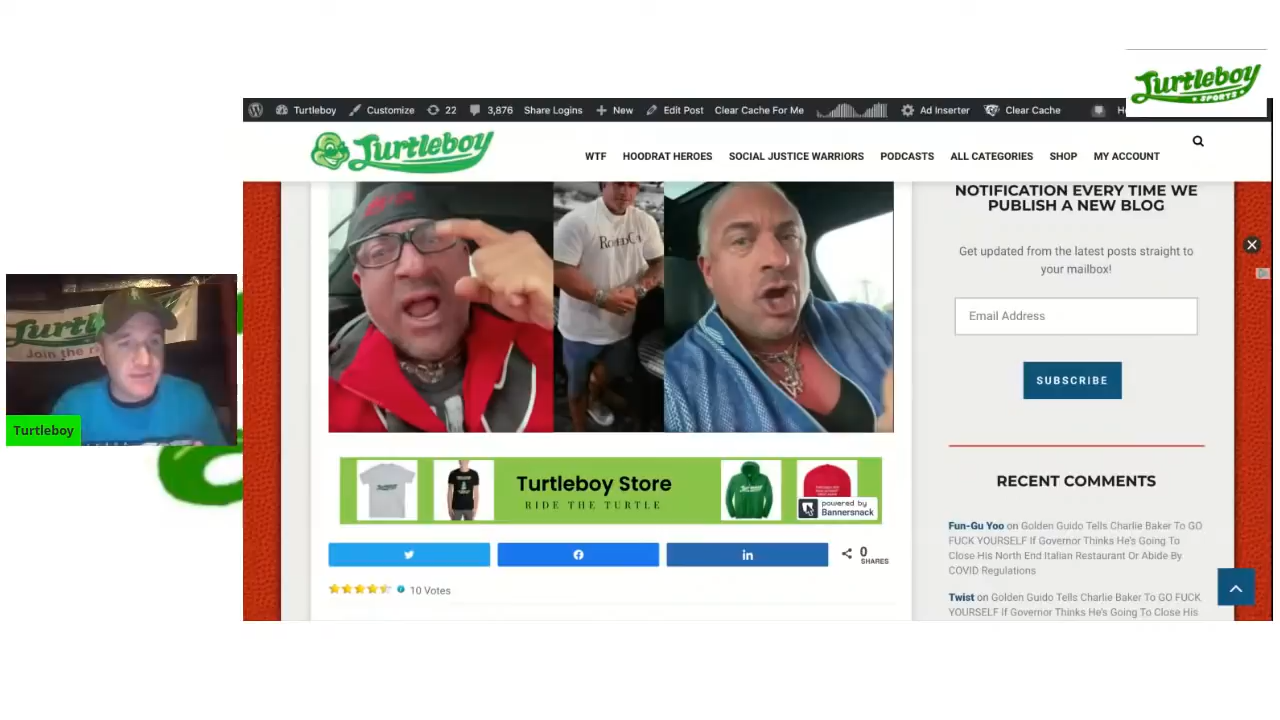 Turtleboy
SPORTS
Turtleboy
Customize
22
3,876
Share Logins
New
Edit Post
Clear Cache For Me
Ad Inserter
Clear Cache
Turtleboy
WTF
HOODRAT HEROES
SOCIAL JUSTICE WARRIORS
PODCASTS
ALL CATEGORIES
SHOP
MY ACCOUNT
NOTIFICATION EVERY TIME WE
PUBLISH A NEW BLOG
Get updated from the latest posts straight to
your mailbox!
Email Address
SUBSCRIBE
Join the
Turtleboy
Turtleboy Store
RIDE THE TURTLE
powered by
Bannersnack
0
SHARES
10 Votes
RECENT COMMENTS
Fun-Gu Yoo on Golden Guido Tells Charlie Baker To GO
FUCK YOURSELF If Governor Thinks He's Going To
Close His North End Italian Restaurant Or Abide By
COVID Regulations
Twist on Golden Guido Tells Charlie Baker To GO FUCK
YOURSELF If Governor Thinks He's Going To Close His